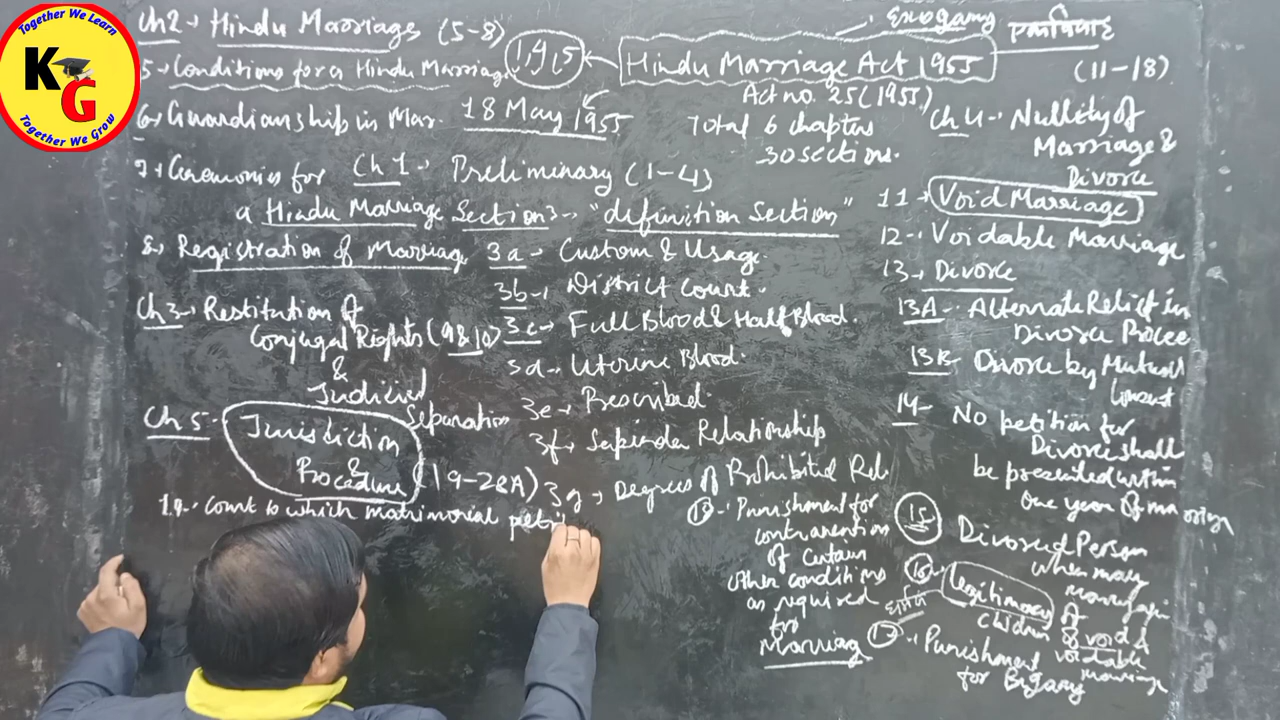 Together We Learn
KG
Together We Grow
Ch2 → Hindu Marriages (5-8)
5 → Conditions for a Hindu Marriage
6 → Guardianship in Mar.
7 → Ceremonies for
a Hindu Marriage
8 → Registration of Marriage
Ch 3 → Restitution of
Conjugal Rights (9 & 10)
&
Judicial
Separation
Ch 5 -
Jurisdiction
&
Procedure (19-28A)
19 → Court to which matrimonial petiti
Exogamy
Hindu Marriage Act 1955
Act no. 25 (1955)
18 May 1955
Total 6 chapters
30 sections.
Ch 1 - Preliminary (1-4)
Section 3 → "definition Section"
3a → Custom & Usage.
3b → District Court.
3c → Full Blood & Half Blood.
3d → Uterine Blood.
3e → Prescribed.
3f → Sapinda Relationship
3g → Degrees of Prohibited Rel
(11-18)
Ch 4 - Nullity of
Marriage &
Divorce
11 → Void Marriage
12 → Voidable Marriage
13 → Divorce
13A → Alternate Relief in
Divorce Procee
13B Divorce by Mutual
Consent
14 - No petition for
Divorce shall
be presented within
One year of marriage
15 Divorced Person
when may
marry again
16 Legitimacy of
children of void &
voidable
marriage
17 → Punishment
for Bigamy
18 → Punishment for
contravention
of Certain
other conditions
as required
for
Marriag